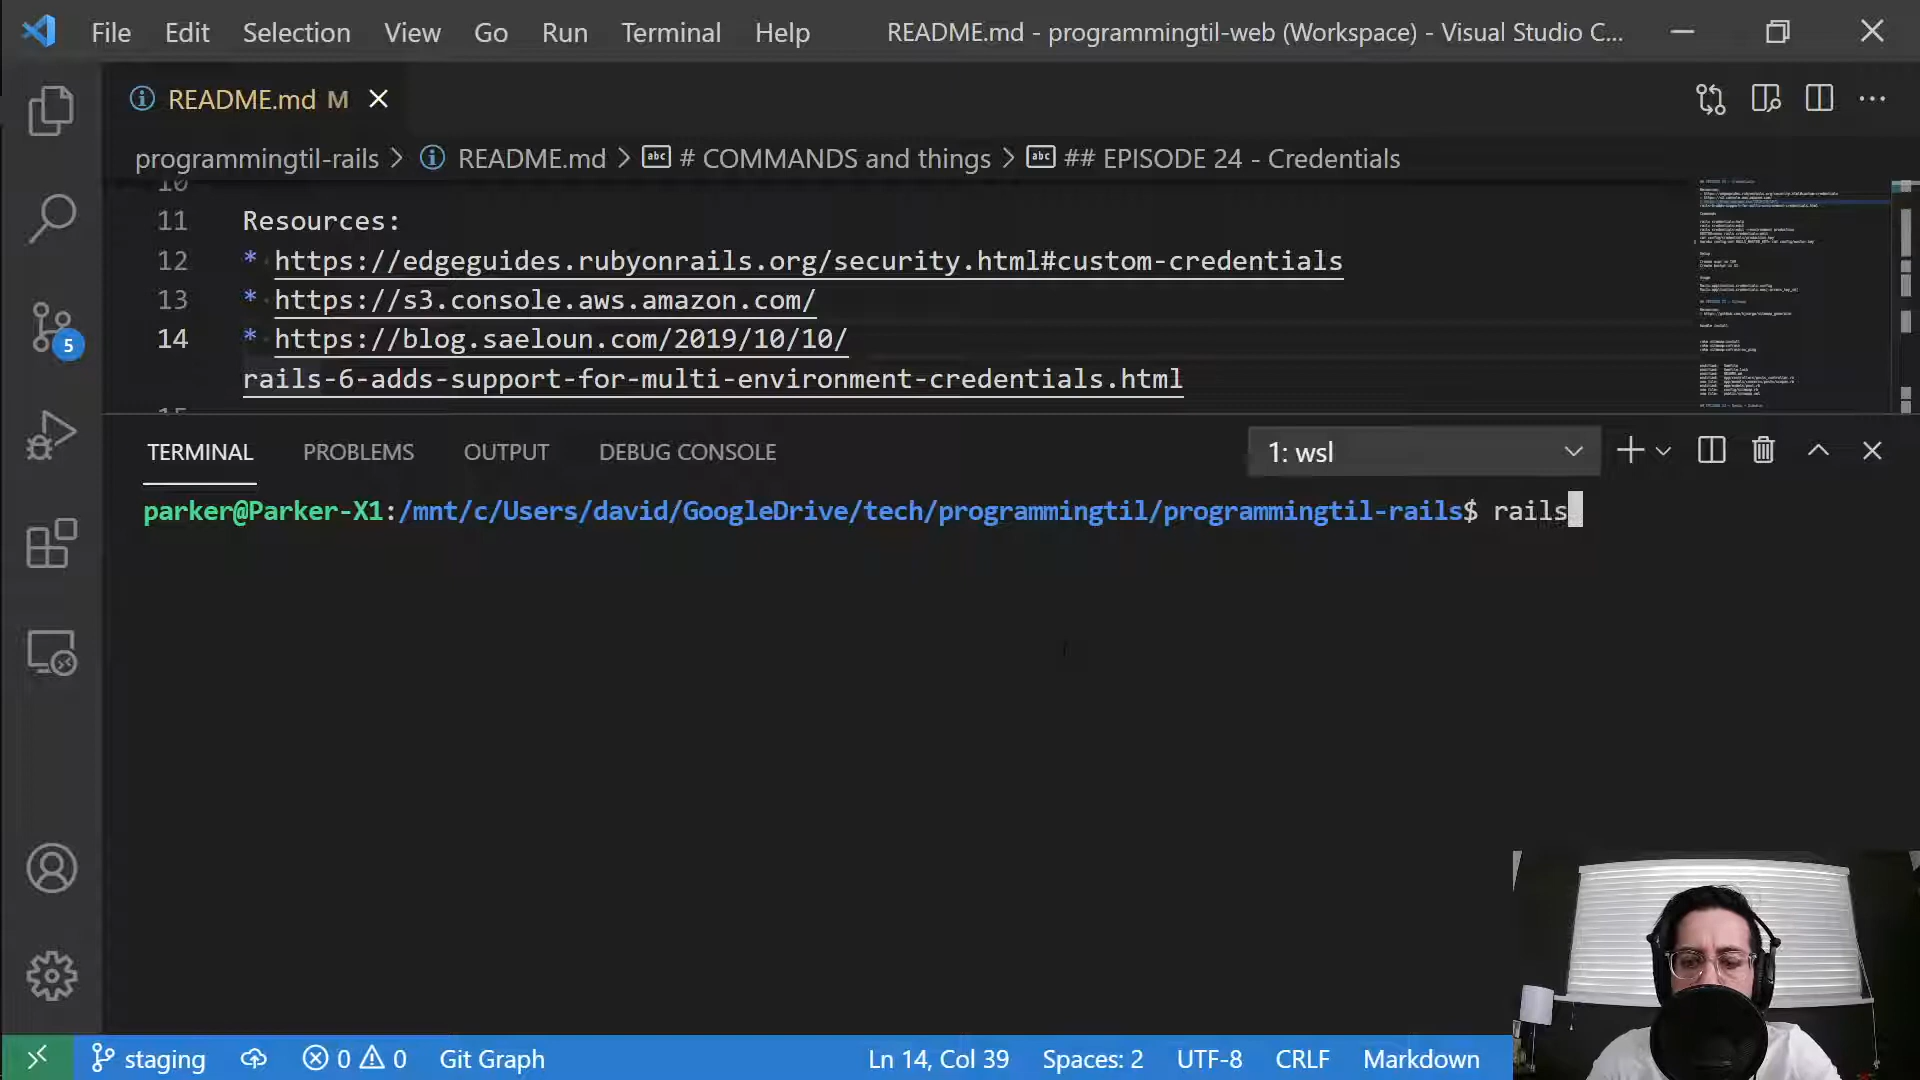 File Edit Selection View Go Run Terminal Help README.md - programmingtil-web (Workspace) - Visual Studio C...
README.md M
programmingtil-rails > README.md > # COMMANDS and things > ## EPISODE 24 - Credentials
10
11 Resources:
12 * https://edgeguides.rubyonrails.org/security.html#custom-credentials
13 * https://s3.console.aws.amazon.com/
14 * https://blog.saeloun.com/2019/10/10/
rails-6-adds-support-for-multi-environment-credentials.html
TERMINAL PROBLEMS OUTPUT DEBUG CONSOLE 1: wsl
parker@Parker-X1:/mnt/c/Users/david/GoogleDrive/tech/programmingtil/programmingtil-rails$ rails
5
staging 0 0 Git Graph Ln 14, Col 39 Spaces: 2 UTF-8 CRLF Markdown